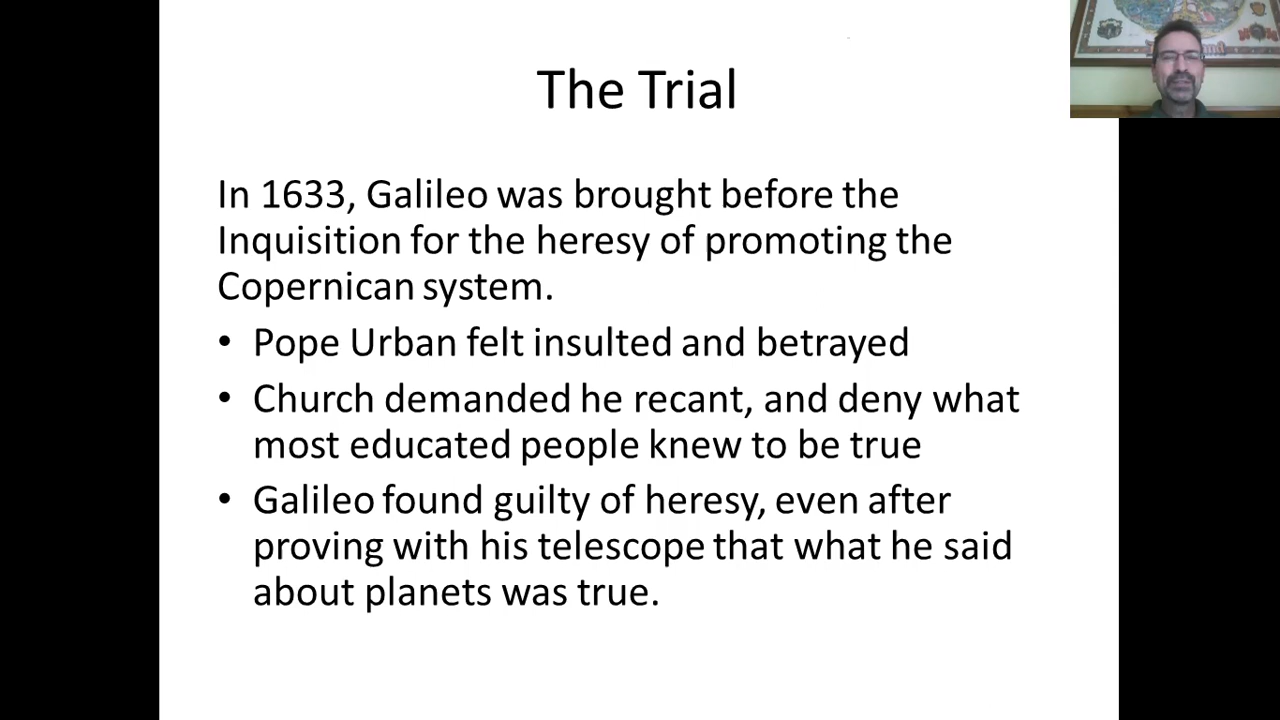 The Trial
In 1633, Galileo was brought before the
Inquisition for the heresy of promoting the
Copernican system.
• Pope Urban felt insulted and betrayed
• Church demanded he recant, and deny what
most educated people knew to be true
• Galileo found guilty of heresy, even after
proving with his telescope that what he said
about planets was true.